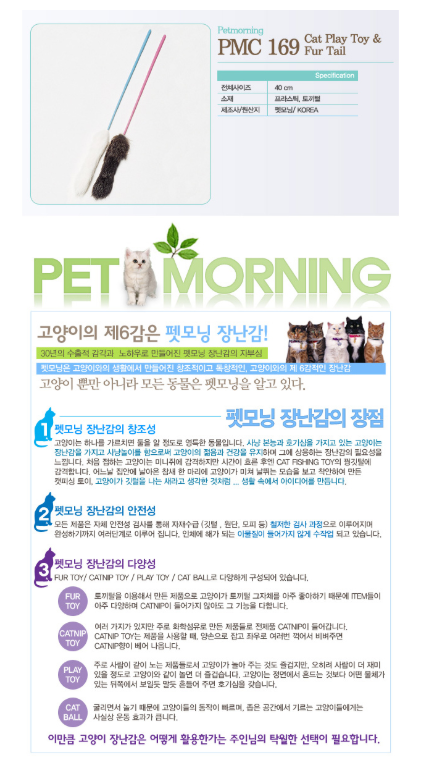 Petmorning
PMC 169 Cat Play Toy &
Fur Tail
Specification
전체사이즈 40 cm
소재 프라스틱, 토끼털
제조사/원산지 펫모닝/ KOREA
PET MORNING
고양이의 제6감은 펫모닝 장난감!
30년의 수출적 감각과 노하우로 만들어진 펫모닝 장난감의 자부심
펫모닝은 고양이와의 생활에서 만들어진 창조적이고 독창적인, 고양이와의 제 6감각인 장난감
고양이 뿐만 아니라 모든 동물은 펫모닝을 알고 있다.
펫모닝 장난감의 장점
1 펫모닝 장난감의 창조성
고양이는 하나를 가르치면 둘을 알 정도로 영특한 동물입니다. 사냥 본능과 호기심을 가지고 있는 고양이는
장난감을 가지고 사냥놀이를 함으로써 고양이의 젊음과 건강을 유지하며 그에 상응하는 장난감의 필요성을
느낍니다. 처음 접하는 고양이는 미니쥐에 감격하지만 시간이 흐른 후엔 CAT FISHING TOY의 윙깃털에
감격합니다. 어느날 집안에 날아온 참새 한 마리에 고양이가 미쳐 날뛰는 모습을 보고 착안하여 만든
캣피싱 토이, 고양이가 깃털을 나는 새라고 생각한 것처럼 ... 생활 속에서 아이디어를 만듭니다.
2 펫모닝 장난감의 안전성
모든 제품은 자체 안전성 검사를 통해 자재수급 (깃털 , 원단, 모피 등) 철저한 검사 과정으로 이루어지며
완성하기까지 여러단계로 이루어 집니다. 인체에 해가 되는 이물질이 들어가지 않게 수작업 되고 있습니다.
3 펫모닝 장난감의 다양성
FUR TOY/ CATNIP TOY / PLAY TOY / CAT BALL로 다양하게 구성되어 있습니다.
FUR TOY
토끼털을 이용해서 만든 제품으로 고양이가 토끼털 그자체를 아주 좋아하기 때문에 ITEM들이
아주 다양하며 CATNIP이 들어가지 않아도 그 기능을 다합니다.
CATNIP TOY
여러 가지가 있지만 주로 화학섬유로 만든 제품들로 전제품 CATNIP이 들어갑니다.
CATNIP TOY는 제품을 사용할 때, 양손으로 잡고 좌우로 여러번 꺽어서 비벼주면
CATNIP향이 베어 나옵니다.
PLAY TOY
주로 사람이 같이 노는 제품들로서 고양이가 놀아 주는 것도 즐겁지만, 오히려 사람이 더 재미
있을 정도로 고양이와 같이 놀면 더 즐겁습니다. 고양이는 정면에서 흔드는 것보다 어떤 물체가
있는 뒤쪽에서 보일듯 말듯 흔들어 주면 호기심을 갖습니다.
CAT BALL
굴리면서 놀기 때문에 고양이들의 동작이 빠르며, 좁은 공간에서 기르는 고양이들에게는
사실상 운동 효과가 큽니다.
이만큼 고양이 장난감은 어떻게 활용한가는 주인님의 탁월한 선택이 필요합니다.